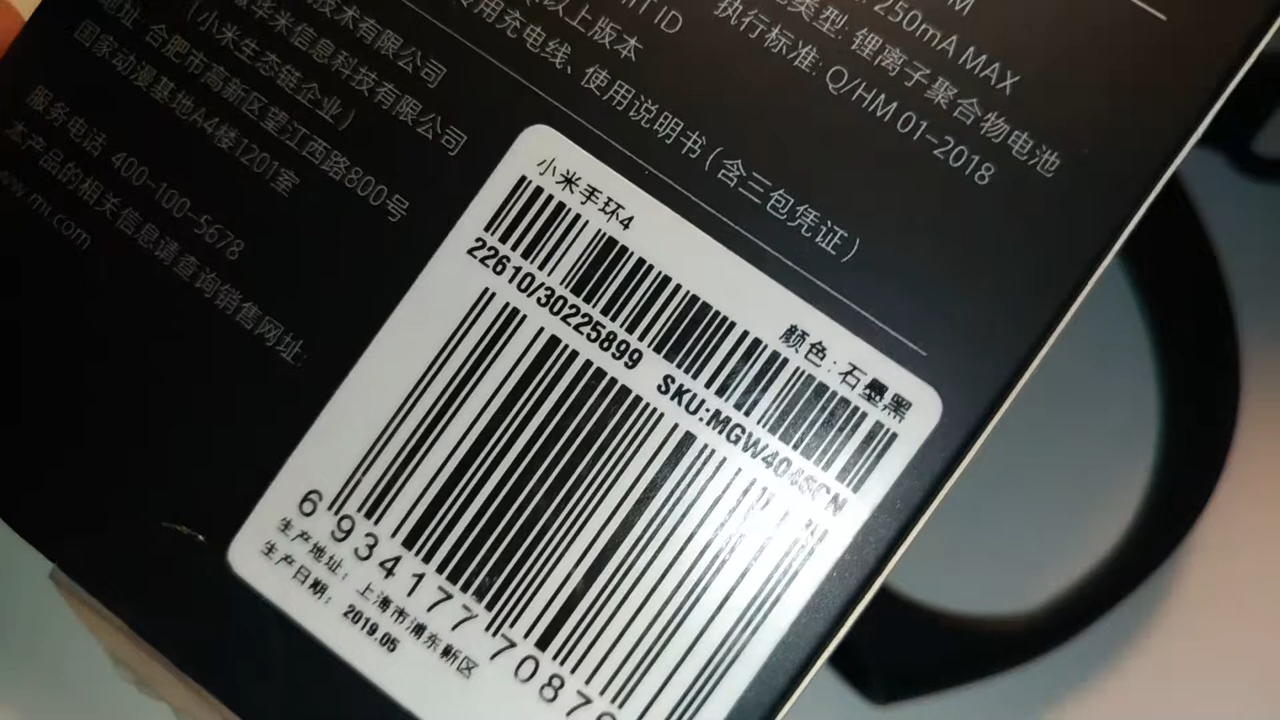 250mA MAX
类型: 锂离子聚合物电池
执行标准: Q/HM 01-2018
以上版本
专用充电线、使用说明书(含三包凭证)
技术有限公司
华米信息科技有限公司
(小米生态链企业)
地址: 合肥市高新区望江西路800号
国家动漫基地A4楼1201室
服务电话: 400-100-5678
本产品的相关信息请查询销售网址:
www.mi.com
小米手环4
颜色:石墨黑
22610/30225899 SKU:MGW4046CN
6 934177 7087
生产地址: 上海市浦东新区
生产日期: 2019.05